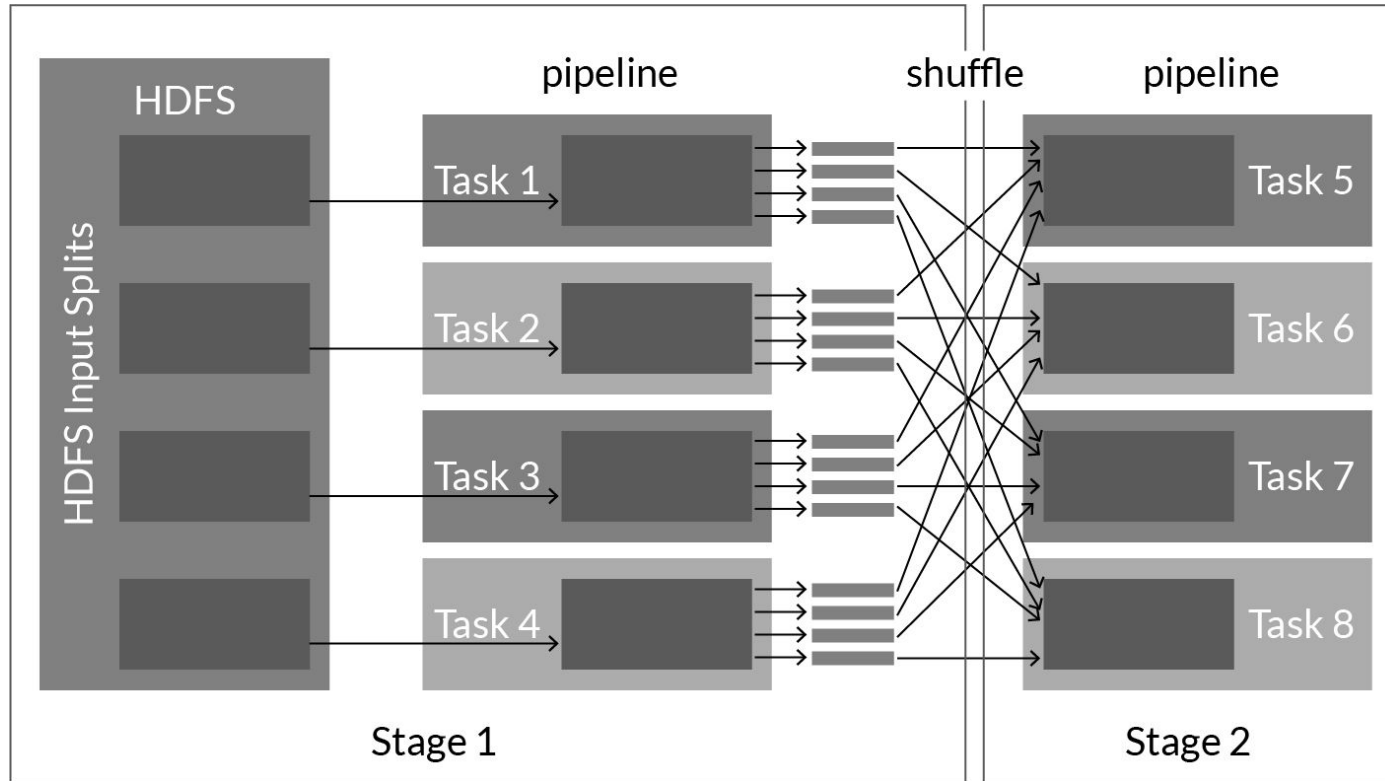 pipeline
shuffle
pipeline
HDFS
HDFS Input Splits
Task 1
Task 2
Task 3
Task 4
Task 5
Task 6
Task 7
Task 8
Stage 1
Stage 2